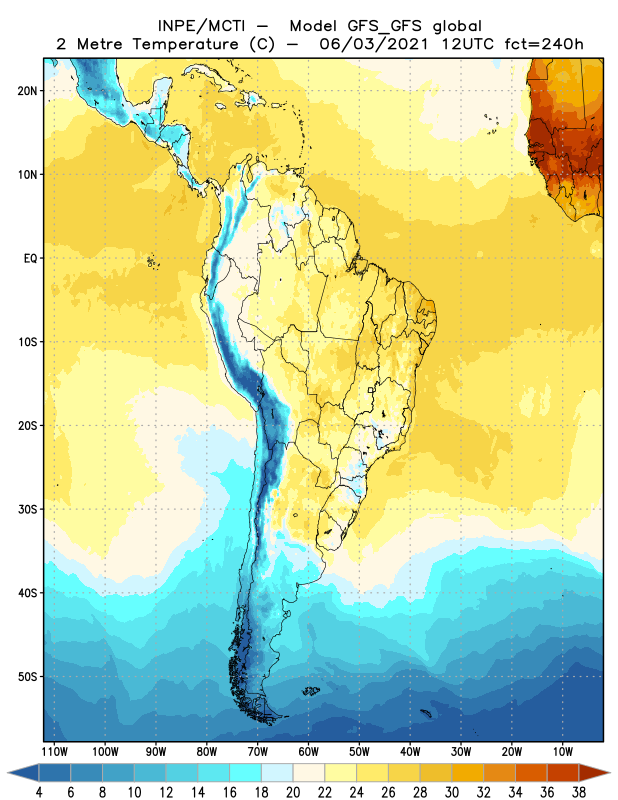 INPE/MCTI – Model GFS_GFS global
2 Metre Temperature (C) – 06/03/2021 12UTC fct=240h
20N
10N
EQ
10S
20S
30S
40S
50S
110W 100W 90W 80W 70W 60W 50W 40W 30W 20W 10W
4 6 8 10 12 14 16 18 20 22 24 26 28 30 32 34 36 38